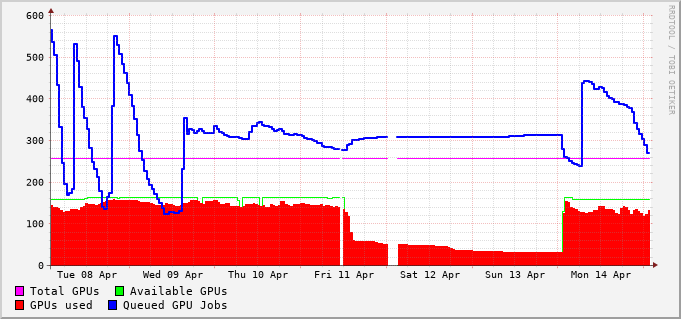 600
500
400
300
200
100
0
Tue 08 Apr Wed 09 Apr Thu 10 Apr Fri 11 Apr Sat 12 Apr Sun 13 Apr Mon 14 Apr
Total GPUs Available GPUs
GPUs used Queued GPU Jobs
RRDTOOL / TOBI OETIKER